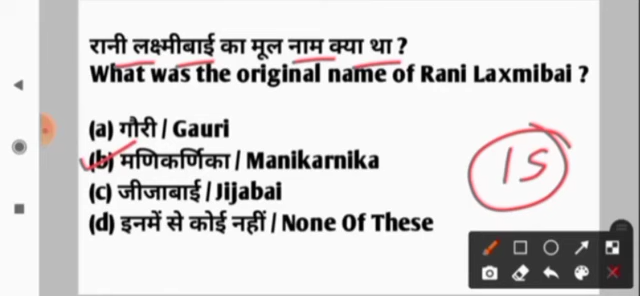 रानी लक्ष्मीबाई का मूल नाम क्या था ?
What was the original name of Rani Laxmibai ?
(a) गौरी / Gauri
(b) मणिकर्णिका / Manikarnika
(c) जीजाबाई / Jijabai
(d) इनमें से कोई नहीं / None Of These
15